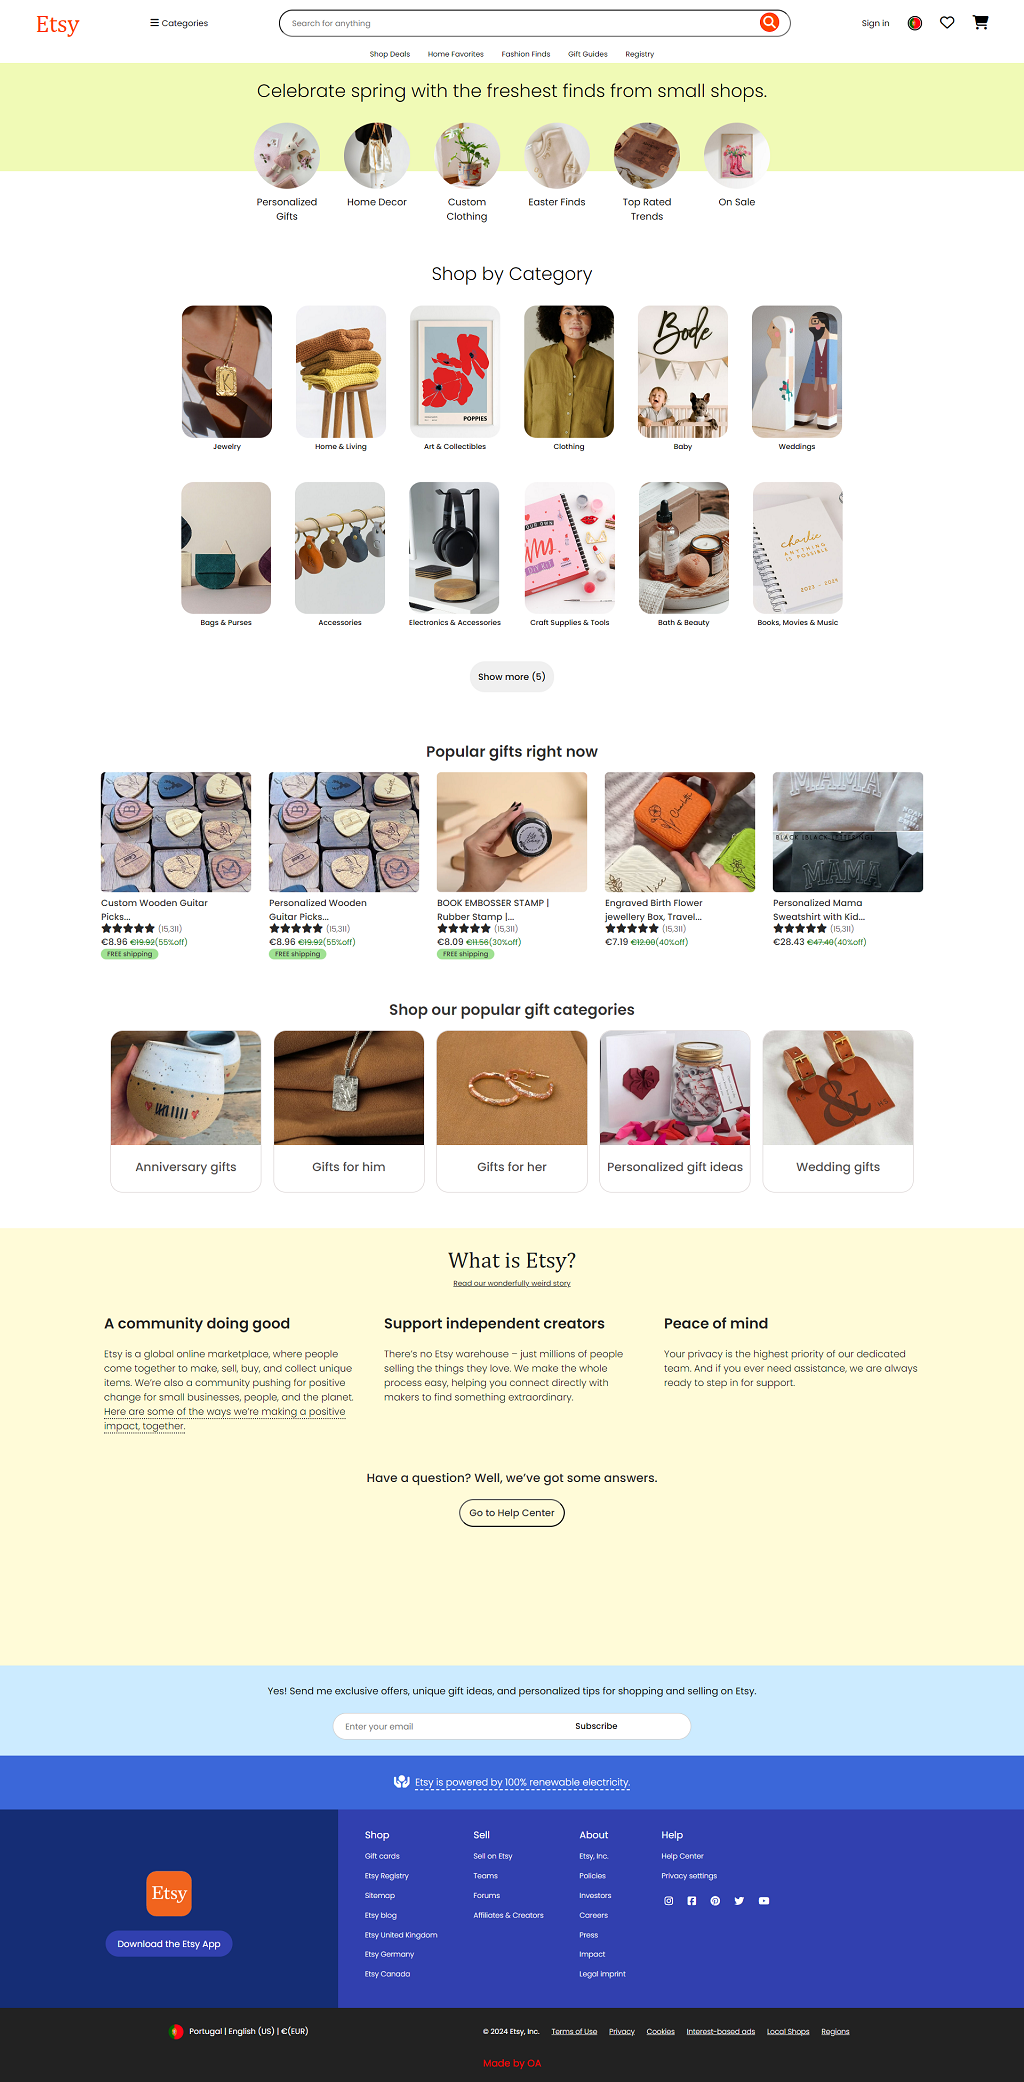 Etsy
Categories
Search for anything
Sign in
Shop Deals
Home Favorites
Fashion Finds
Gift Guides
Registry
Celebrate spring with the freshest finds from small shops.
Personalized
Gifts
Home Decor
Custom
Clothing
Easter Finds
Top Rated
Trends
On Sale
Shop by Category
POPPIES
Bode
Jewelry
Home & Living
Art & Collectibles
Clothing
Baby
Weddings
charlie
ANYTHING
IS POSSIBLE
2023 - 2024
Bags & Purses
Accessories
Electronics & Accessories
Craft Supplies & Tools
Bath & Beauty
Books, Movies & Music
Show more (5)
Popular gifts right now
MAMA
BLACK (BLACK LETTERING)
MAMA
Custom Wooden Guitar
Picks...
(15,311)
€8.96 €19.92(55%off)
FREE shipping
Personalized Wooden
Guitar Picks...
(15,311)
€8.96 €19.92(55%off)
FREE shipping
BOOK EMBOSSER STAMP |
Rubber Stamp |...
(15,311)
€8.09 €11.56(30%off)
FREE shipping
Engraved Birth Flower
jewellery Box, Travel...
(15,311)
€7.19 €12.00(40%off)
Personalized Mama
Sweatshirt with Kid...
(15,311)
€28.43 €47.40(40%off)
Shop our popular gift categories
&
Anniversary gifts
Gifts for him
Gifts for her
Personalized gift ideas
Wedding gifts
What is Etsy?
Read our wonderfully weird story
A community doing good
Etsy is a global online marketplace, where people
come together to make, sell, buy, and collect unique
items. We're also a community pushing for positive
change for small businesses, people, and the planet.
Here are some of the ways we're making a positive
impact, together.
Support independent creators
There's no Etsy warehouse – just millions of people
selling the things they love. We make the whole
process easy, helping you connect directly with
makers to find something extraordinary.
Peace of mind
Your privacy is the highest priority of our dedicated
team. And if you ever need assistance, we are always
ready to step in for support.
Have a question? Well, we've got some answers.
Go to Help Center
Yes! Send me exclusive offers, unique gift ideas, and personalized tips for shopping and selling on Etsy.
Enter your email
Subscribe
Etsy is powered by 100% renewable electricity.
Etsy
Download the Etsy App
Shop
Gift cards
Etsy Registry
Sitemap
Etsy blog
Etsy United Kingdom
Etsy Germany
Etsy Canada
Sell
Sell on Etsy
Teams
Forums
Affiliates & Creators
About
Etsy, Inc.
Policies
Investors
Careers
Press
Impact
Legal imprint
Help
Help Center
Privacy settings
Portugal | English (US) | €(EUR)
© 2024 Etsy, Inc.
Terms of Use
Privacy
Cookies
Interest-based ads
Local Shops
Regions
Made by OA